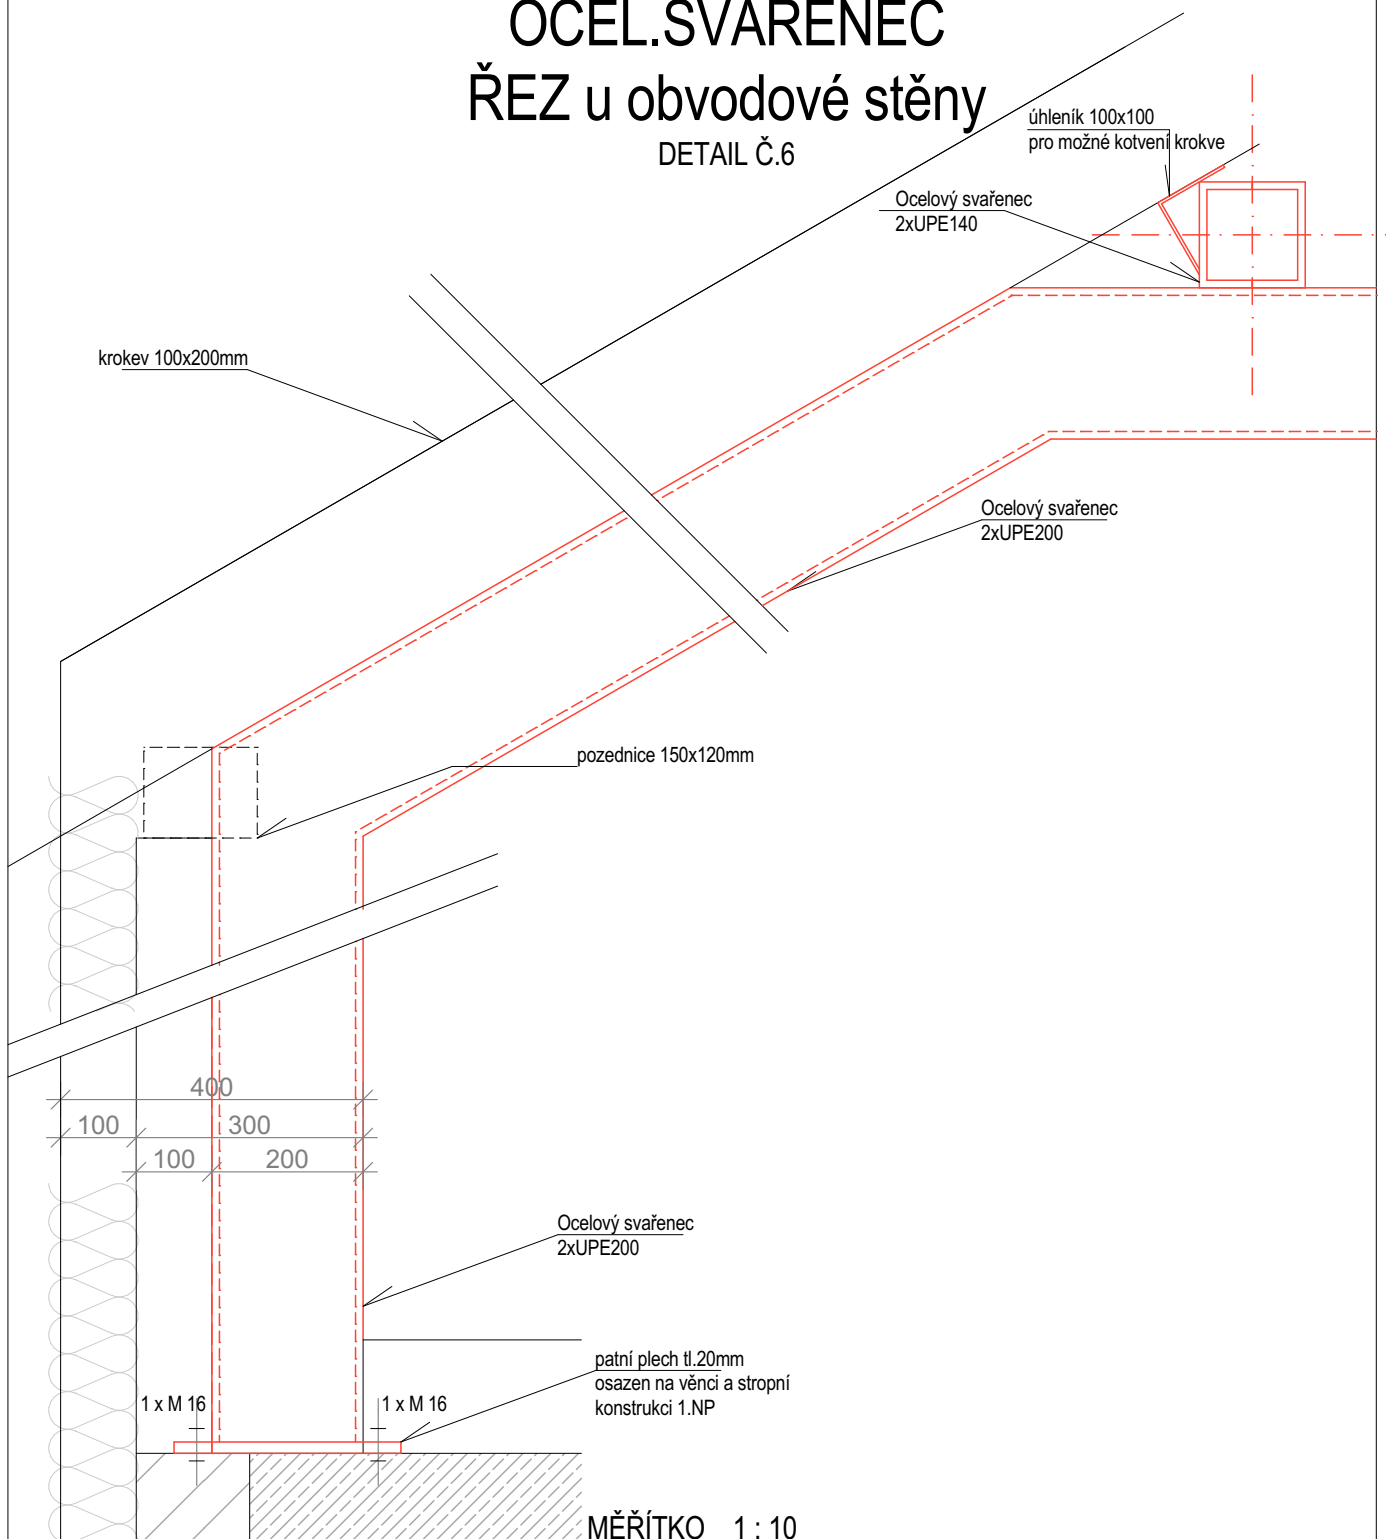 OCEL.SVAŘENEC
ŘEZ u obvodové stěny
DETAIL Č.6
úhleník 100x100
pro možné kotvení krokve
Ocelový svařenec
2xUPE140
krokev 100x200mm
Ocelový svařenec
2xUPE200
pozednice 150x120mm
400
100
300
100
200
Ocelový svařenec
2xUPE200
patní plech tl.20mm
osazen na věnci a stropní
konstrukci 1.NP
1 x M 16
1 x M 16
MĚŘÍTKO 1 : 10